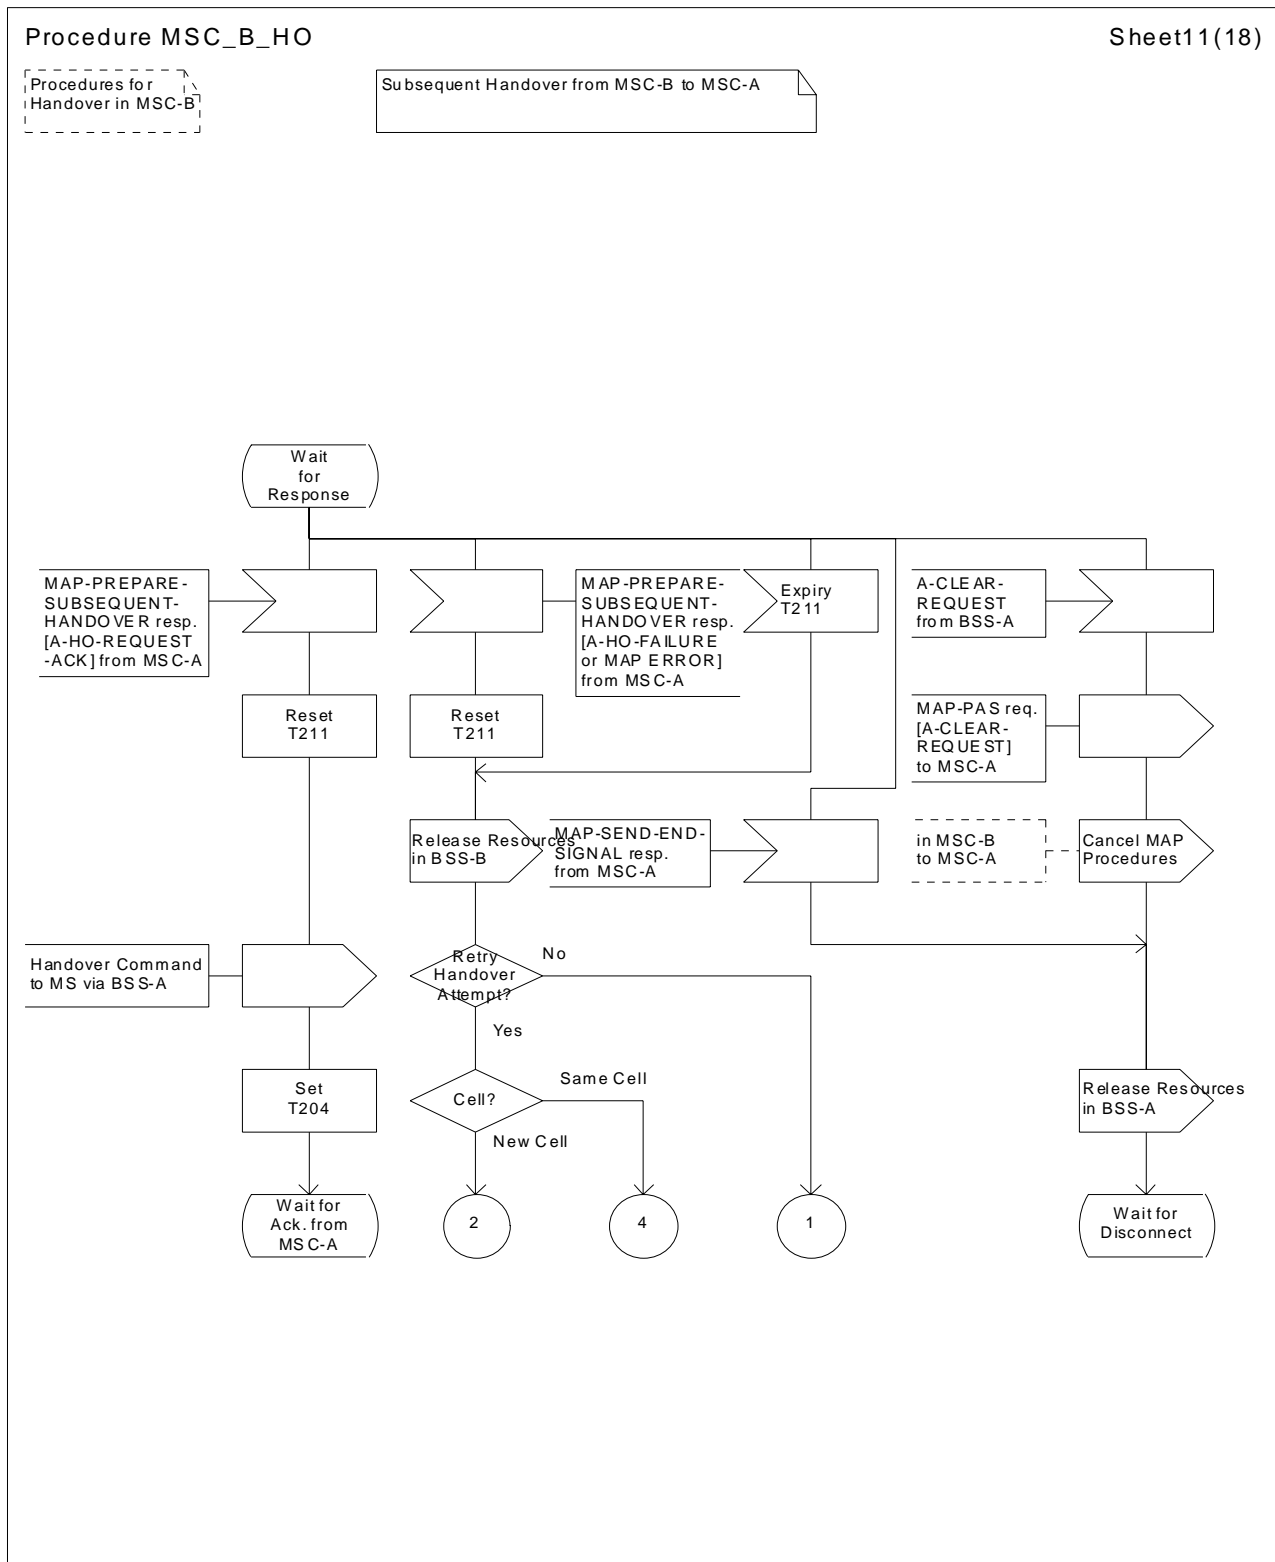 Procedure MSC_B_HO
Sheet11(18)
Procedures for
Handover in MSC-B
Subsequent Handover from MSC-B to MSC-A
Wait
for
Response
MAP-PREPARE-
SUBSEQUENT-
HANDOVER resp.
[A-HO-REQUEST
-ACK] from MSC-A
MAP-PREPARE-
SUBSEQUENT-
HANDOVER resp.
[A-HO-FAILURE
or MAP ERROR]
from MSC-A
Expiry
T211
A-CLEAR-
REQUEST
from BSS-A
Reset
T211
Reset
T211
MAP-PAS req.
[A-CLEAR-
REQUEST]
to MSC-A
Release Resources
in BSS-B
MAP-SEND-END-
SIGNAL resp.
from MSC-A
in MSC-B
to MSC-A
Cancel MAP
Procedures
Handover Command
to MS via BSS-A
Retry
Handover
Attempt?
No
Yes
Set
T204
Cell?
Same Cell
New Cell
Release Resources
in BSS-A
Wait for
Ack. from
MSC-A
2
4
1
Wait for
Disconnect